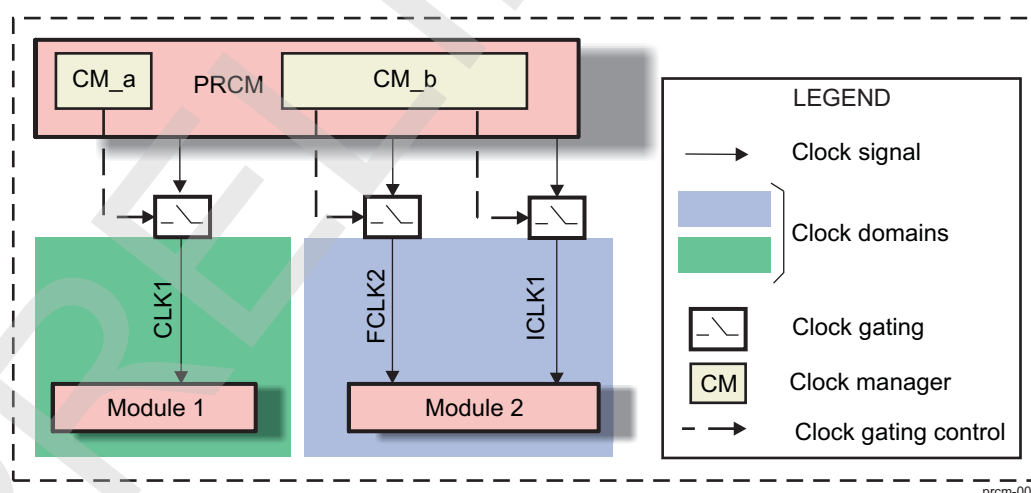 CM_a
PRCM
CM_b
CLK1
FCLK2
ICLK1
Module 1
Module 2
LEGEND
Clock signal
Clock domains
Clock gating
CM
Clock manager
Clock gating control